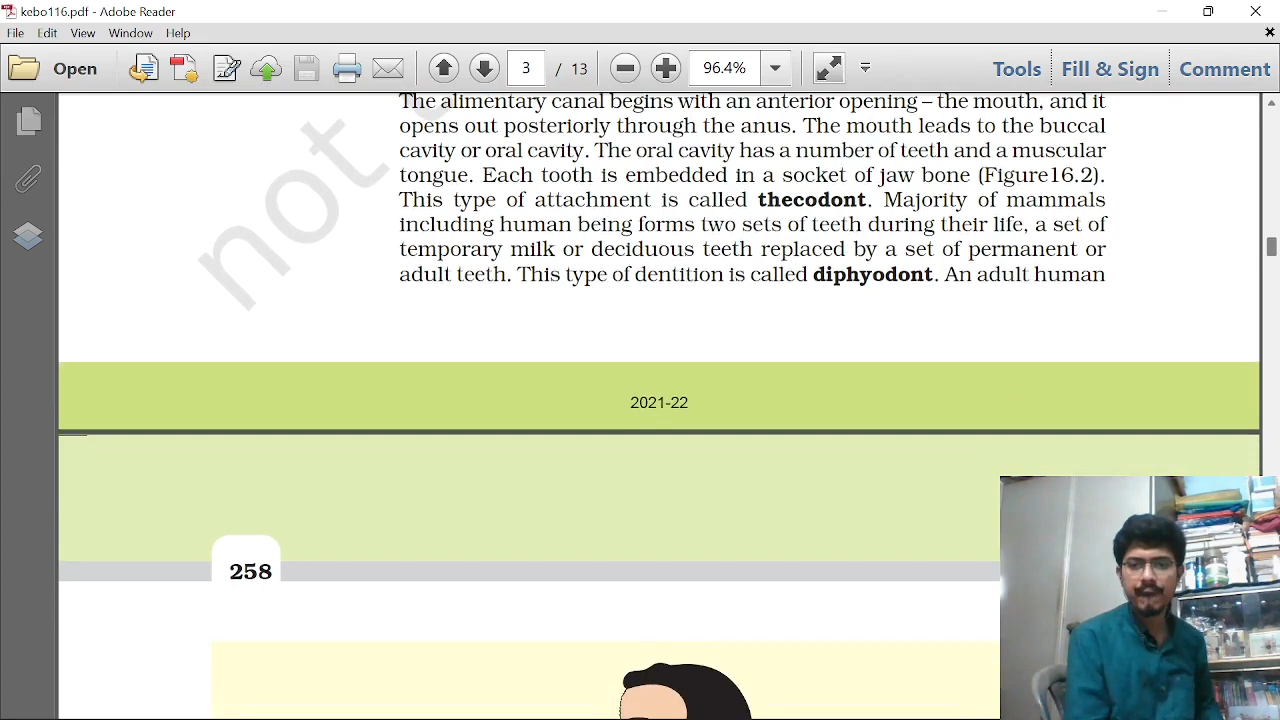 kebo116.pdf - Adobe Reader
File Edit View Window Help
Open 3 / 13 96.4% Tools Fill & Sign Comment
The alimentary canal begins with an anterior opening – the mouth, and it
opens out posteriorly through the anus. The mouth leads to the buccal
cavity or oral cavity. The oral cavity has a number of teeth and a muscular
tongue. Each tooth is embedded in a socket of jaw bone (Figure16.2).
This type of attachment is called thecodont. Majority of mammals
including human being forms two sets of teeth during their life, a set of
temporary milk or deciduous teeth replaced by a set of permanent or
adult teeth. This type of dentition is called diphyodont. An adult human
not
2021-22
258